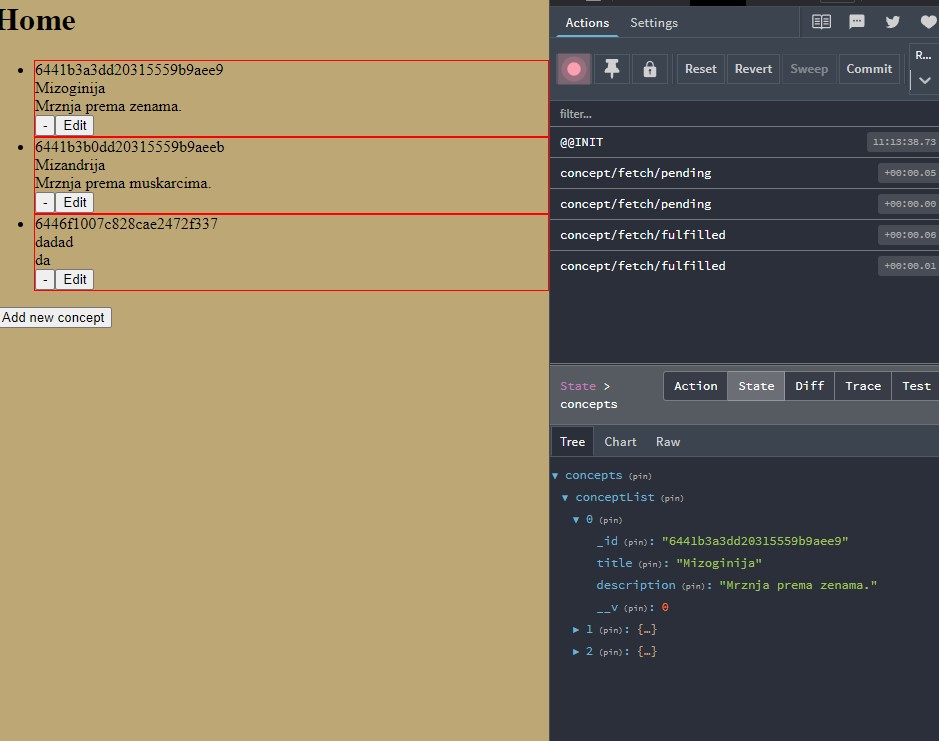 Home
6441b3a3dd20315559b9aee9
Mizoginija
Mrznja prema zenama.
- Edit
6441b3b0dd20315559b9aeeb
Mizandrija
Mrznja prema muskarcima.
- Edit
6446f1007c828cae2472f337
dadad
da
- Edit
Add new concept
Actions Settings
Reset Revert Sweep Commit R...
filter...
@@INIT 11:13:38.73
concept/fetch/pending +00:00.05
concept/fetch/pending +00:00.00
concept/fetch/fulfilled +00:00.06
concept/fetch/fulfilled +00:00.01
State >
concepts
Action State Diff Trace Test
Tree Chart Raw
concepts (pin)
conceptList (pin)
0 (pin)
_id (pin): "6441b3a3dd20315559b9aee9"
title (pin): "Mizoginija"
description (pin): "Mrznja prema zenama."
__v (pin): 0
1 (pin): {…}
2 (pin): {…}